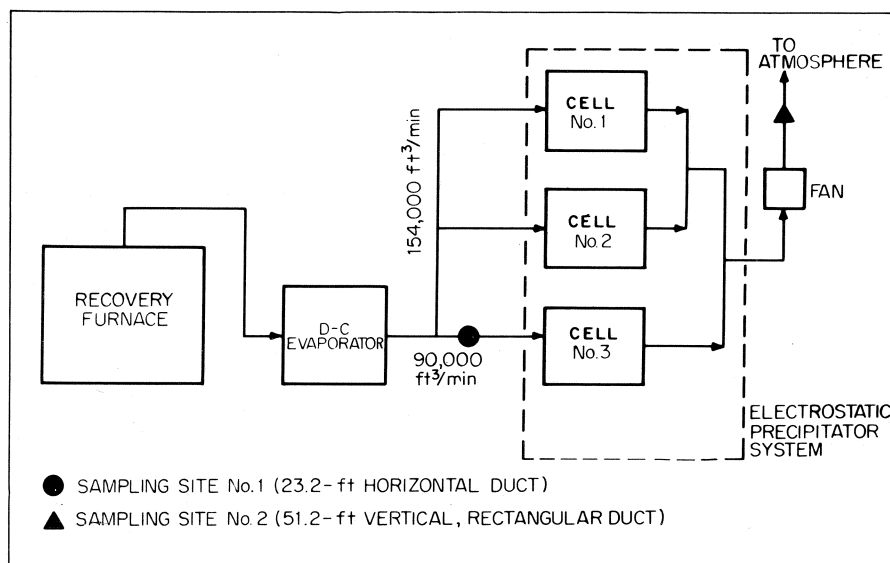 TO
ATMOSPHERE
CELL
No. 1
154,000 ft³/min
FAN
CELL
No. 2
RECOVERY
FURNACE
D-C
EVAPORATOR
CELL
No. 3
90,000
ft³/min
ELECTROSTATIC
PRECIPITATOR
SYSTEM
SAMPLING SITE No. 1 (23.2-ft HORIZONTAL DUCT)
SAMPLING SITE No. 2 (51.2-ft VERTICAL, RECTANGULAR DUCT)